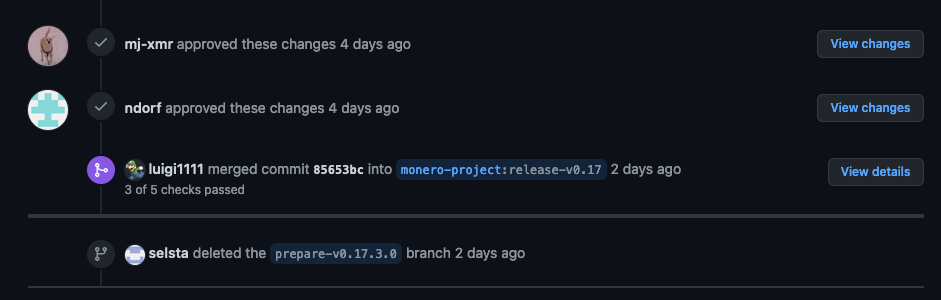 mj-xmr approved these changes 4 days ago
View changes
ndorf approved these changes 4 days ago
View changes
luigi1111 merged commit 85653bc into monero-project:release-v0.17 2 days ago
View details
3 of 5 checks passed
selsta deleted the prepare-v0.17.3.0 branch 2 days ago